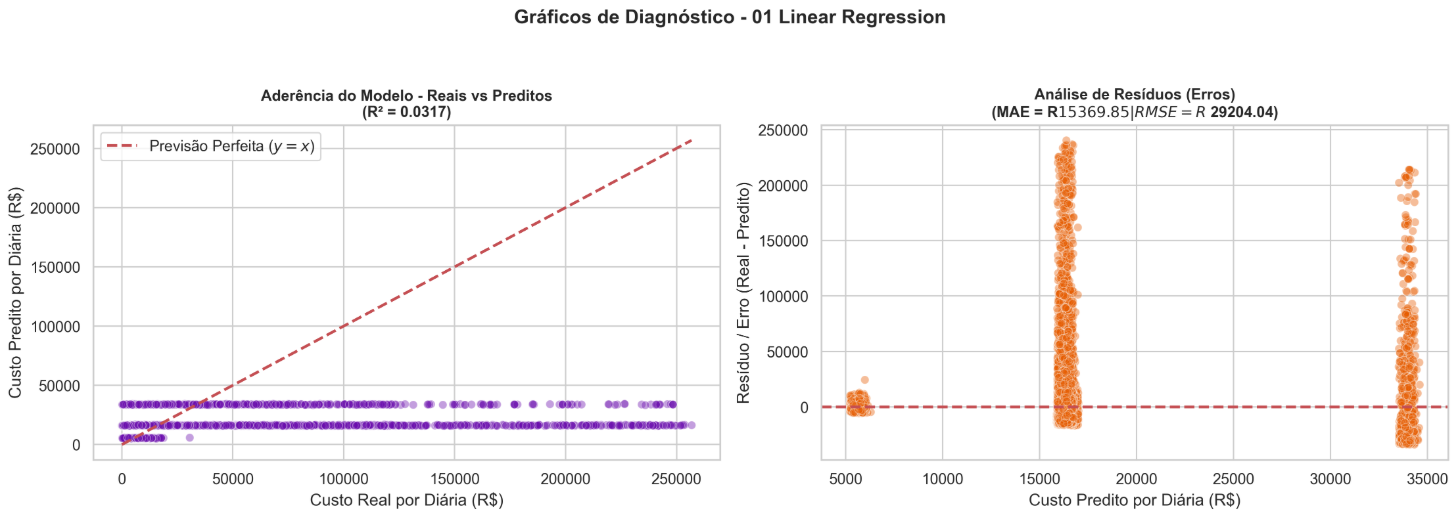 Gráficos de Diagnóstico - 01 Linear Regression
Aderência do Modelo - Reais vs Preditos
(R² = 0.0317)
Previsão Perfeita (y = x)
Custo Predito por Diária (R$)
250000
200000
150000
100000
50000
0
0 50000 100000 150000 200000 250000
Custo Real por Diária (R$)
Análise de Resíduos (Erros)
(MAE = R15369.85|RMSE = R 29204.04)
Resíduo / Erro (Real - Predito)
250000
200000
150000
100000
50000
0
5000 10000 15000 20000 25000 30000 35000
Custo Predito por Diária (R$)